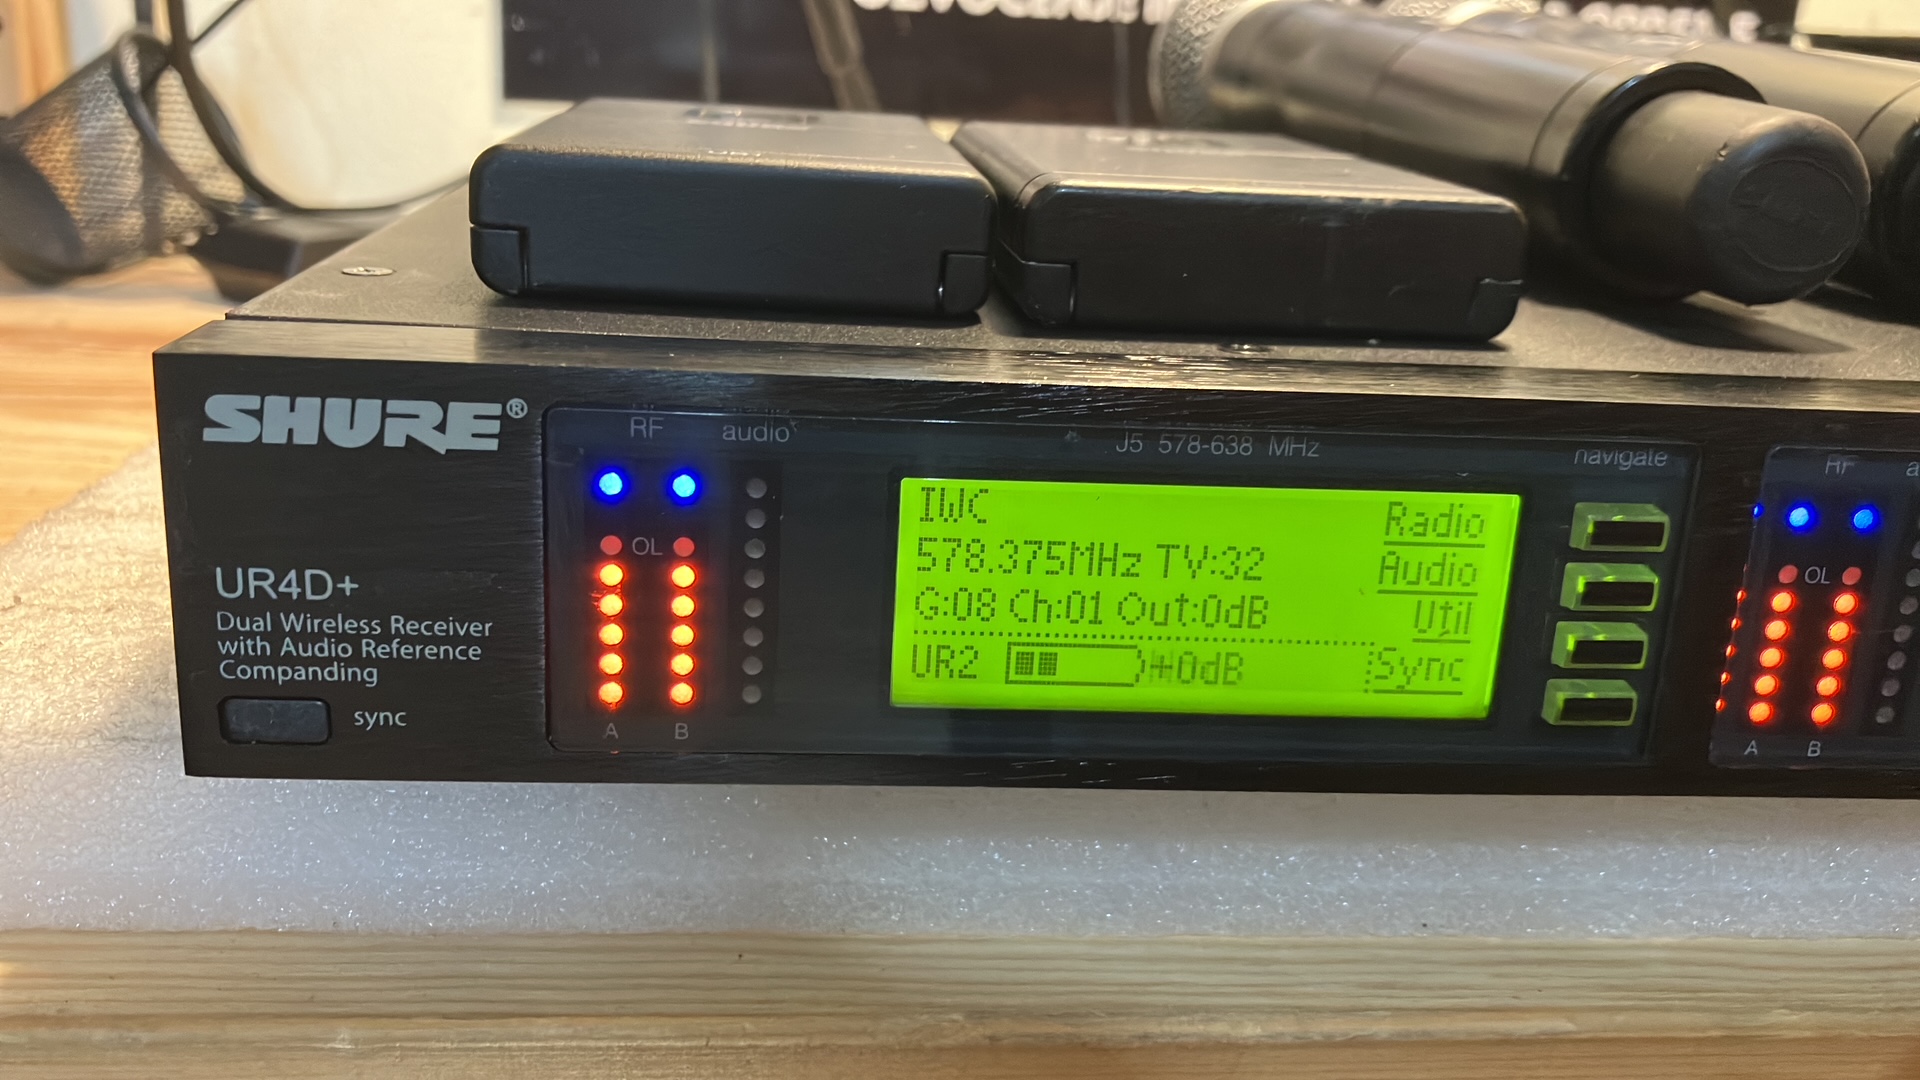 SHURE®
UR4D+
Dual Wireless Receiver
with Audio Reference
Companding
sync
RF
audio
OL
A B
J5 578-638 MHz
navigate
IWC
578.375MHz TV:32
G:08 Ch:01 Out:0dB
UR2 +0dB
Radio
Audio
Util
Sync
RF
OL
A B